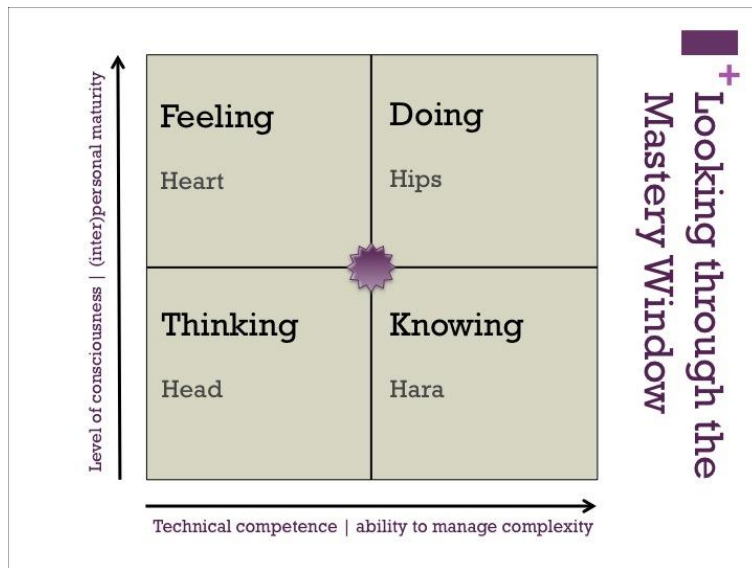 +
Looking through the
Mastery Window
Level of consciousness | (inter)personal maturity
Feeling
Heart
Doing
Hips
Thinking
Head
Knowing
Hara
Technical competence | ability to manage complexity